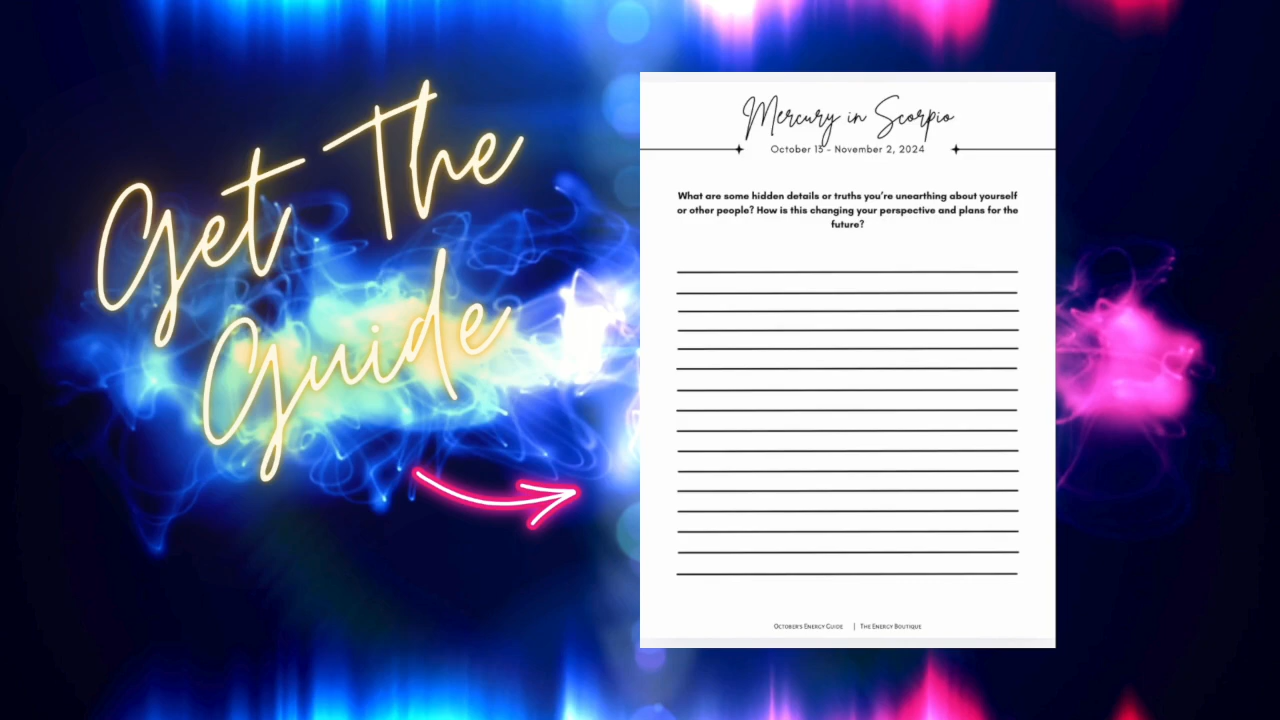 Get The
Guide
Mercury in Scorpio
October 15 - November 2, 2024
What are some hidden details or truths you're unearthing about yourself
or other people? How is this changing your perspective and plans for the
future?
October's Energy Guide | The Energy Boutique